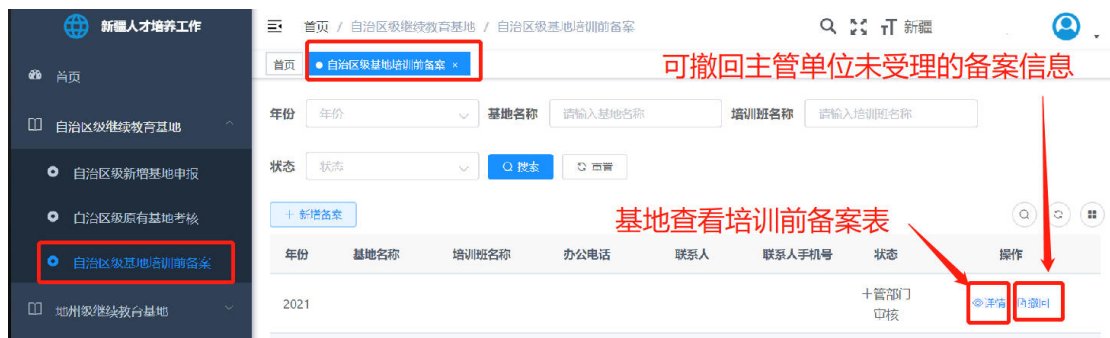 新疆人才培养工作
首页 / 自治区级继续教育基地 / 自治区级基地培训前备案
新疆
首页
自治区级基地培训前备案 ×
可撤回主管单位未受理的备案信息
首页
自治区级继续教育基地
自治区级新增基地申报
自治区级原有基地考核
自治区级基地培训前备案
地州级继续教育基地
年份 年份 基地名称 请输入基地名称 培训班名称 请输入培训班名称
状态 状态 搜索 重置
+ 新增备案
基地查看培训前备案表
年份 基地名称 培训班名称 办公电话 联系人 联系人手机号 状态 操作
2021 主管部门 详情 撤回
审核